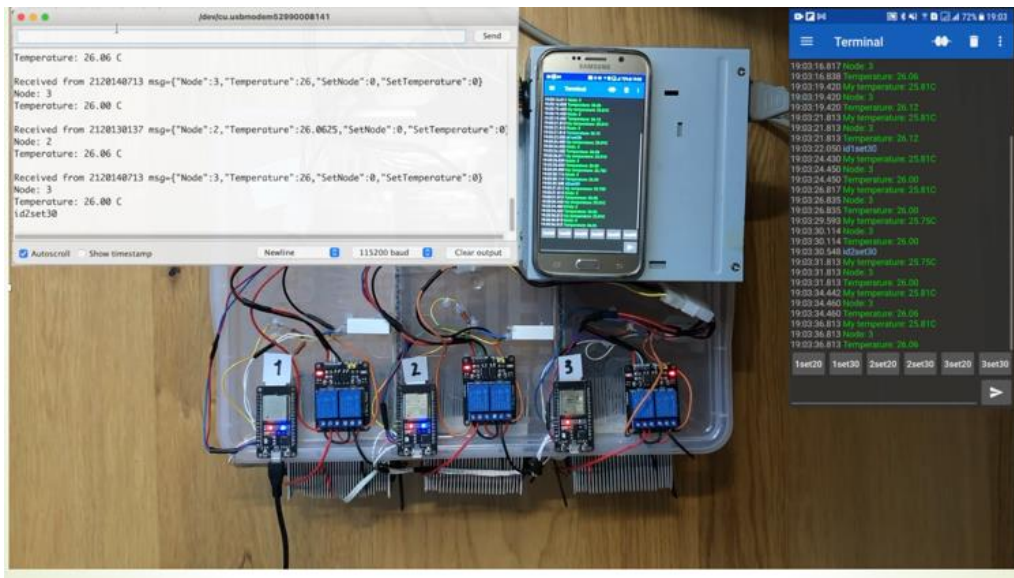 /dev/cu.usbmodem52990008141
Send
Temperature: 26.06 C
Received from 2120140713 msg={"Node":3,"Temperature":26,"SetNode":0,"SetTemperature":0}
Node: 3
Temperature: 26.00 C
Received from 2120130137 msg={"Node":2,"Temperature":26.0625,"SetNode":0,"SetTemperature":0
Node: 2
Temperature: 26.06 C
Received from 2120140713 msg={"Node":3,"Temperature":26,"SetNode":0,"SetTemperature":0}
Node: 3
Temperature: 26.00 C
id2set30
Autoscroll Show timestamp Newline 115200 baud Clear output
SAMSUNG
Terminal
1
2
3
72% 19:03
Terminal
19:03:16.817 Node: 3
19:03:16.838 Temperature: 26.06
19:03:19.420 My temperature: 25.81C
19:03:19.420 Node: 3
19:03:19.420 Temperature: 26.12
19:03:21.813 My temperature: 25.81C
19:03:21.813 Node: 3
19:03:21.813 Temperature: 26.12
19:03:22.050 id1set30
19:03:24.430 My temperature: 25.81C
19:03:24.450 Node: 3
19:03:24.450 Temperature: 26.00
19:03:26.817 My temperature: 25.81C
19:03:26.835 Node: 3
19:03:26.835 Temperature: 26.00
19:03:29.593 My temperature: 25.75C
19:03:30.114 Node: 3
19:03:30.114 Temperature: 26.00
19:03:30.548 id2set30
19:03:31.813 My temperature: 25.75C
19:03:31.813 Node: 3
19:03:31.813 Temperature: 26.00
19:03:34.442 My temperature: 25.81C
19:03:34.460 Node: 3
19:03:34.460 Temperature: 26.06
19:03:36.813 My temperature: 25.81C
19:03:36.813 Node: 3
19:03:36.813 Temperature: 26.06
1set20 1set30 2set20 2set30 3set20 3set30